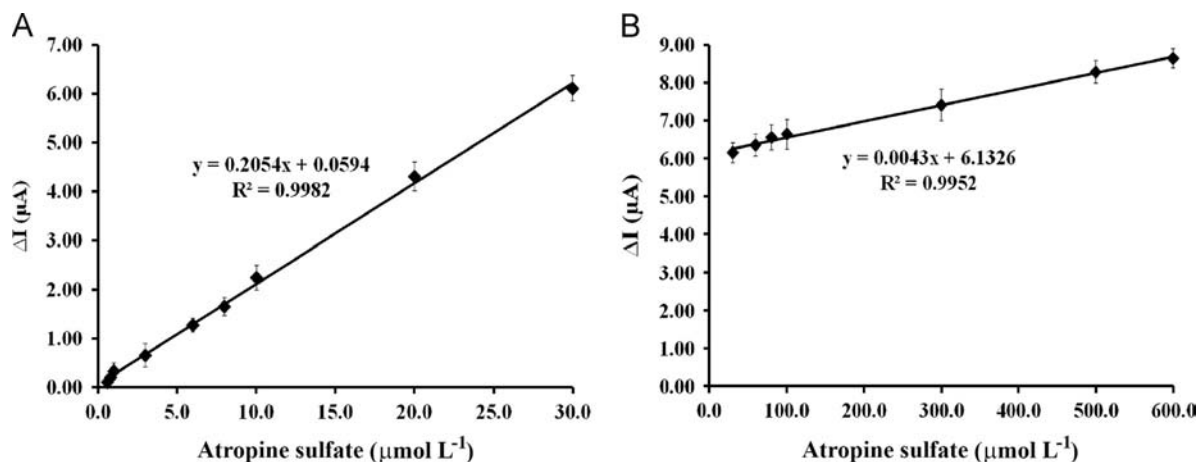 A
7.00
6.00
5.00
4.00
3.00
2.00
1.00
0.00
ΔI (µA)
y = 0.2054x + 0.0594
R² = 0.9982
0.0 5.0 10.0 15.0 20.0 25.0 30.0
Atropine sulfate (µmol L⁻¹)
B
9.00
8.00
7.00
6.00
5.00
4.00
3.00
2.00
1.00
0.00
ΔI (µA)
y = 0.0043x + 6.1326
R² = 0.9952
0.0 100.0 200.0 300.0 400.0 500.0 600.0
Atropine sulfate (µmol L⁻¹)